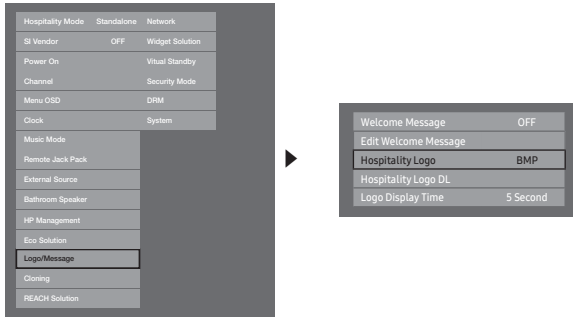 Hospitality Mode Standalone Network
SI Vendor OFF Widget Solution
Power On Vitual Standby
Channel Security Mode
Menu OSD DRM
Clock System
Music Mode
Remote Jack Pack
External Source
Bathroom Speaker
HP Management
Eco Solution
Logo/Message
Cloning
REACH Solution
Welcome Message OFF
Edit Welcome Message
Hospitality Logo BMP
Hospitality Logo DL
Logo Display Time 5 Second